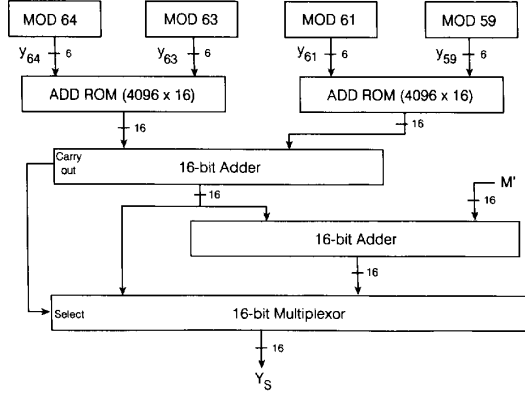 MOD 64
MOD 63
MOD 61
MOD 59
y64
6
y63
6
y61
6
y59
6
ADD ROM (4096 x 16)
ADD ROM (4096 x 16)
16
16
Carry
out
16-bit Adder
16
M'
16
16-bit Adder
16
Select
16-bit Multiplexor
16
YS